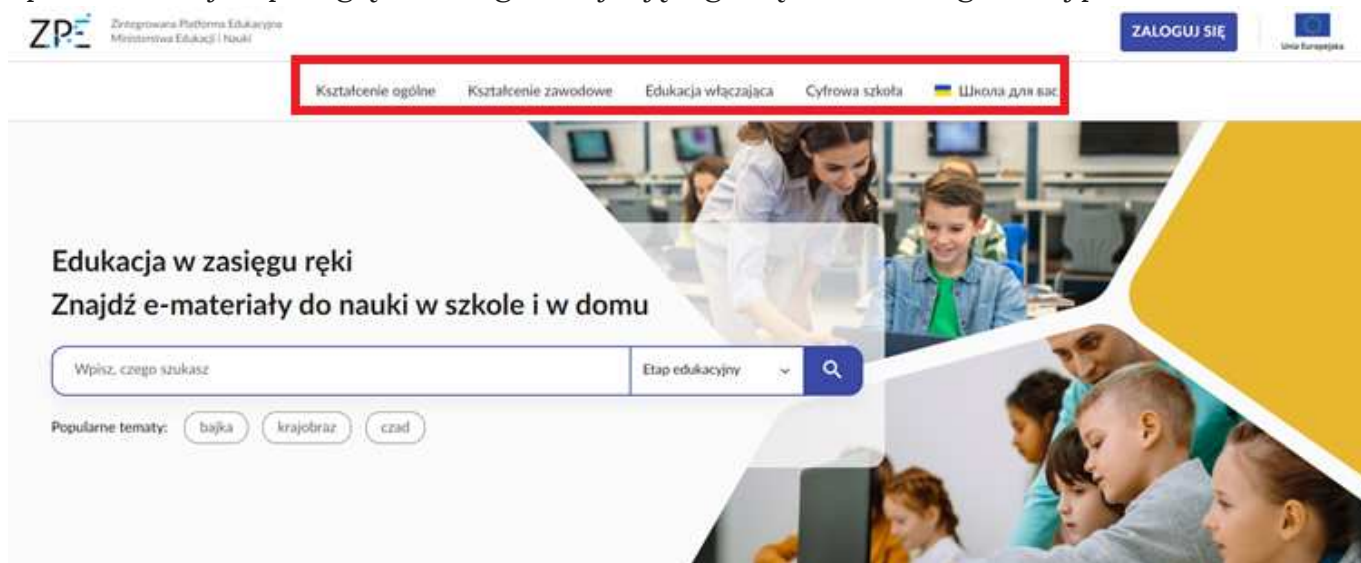 ZPE Zintegrowana Platforma Edukacyjna
Ministerstwa Edukacji i Nauki
ZALOGUJ SIĘ
Unia Europejska
Kształcenie ogólne Kształcenie zawodowe Edukacja włączająca Cyfrowa szkoła Школа для вас
Edukacja w zasięgu ręki
Znajdź e-materiały do nauki w szkole i w domu
Wpisz, czego szukasz Etap edukacyjny
Popularne tematy: bajka krajobraz czad